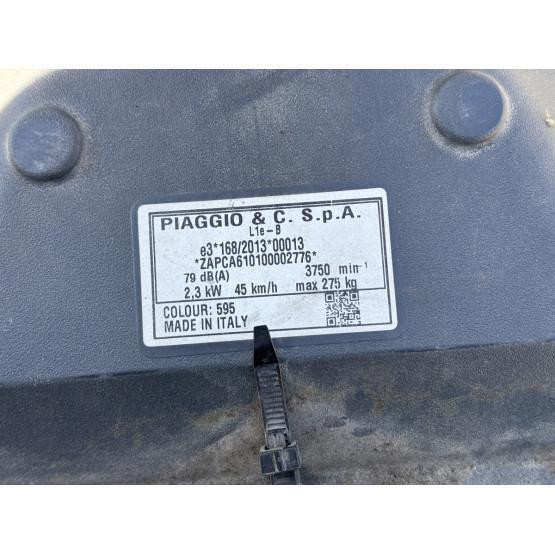 PIAGGIO & C. S.p.A.
L1e-B
e3*168/2013*00013
*ZAPCA610100002776*
79 dB(A) 3750 min⁻¹
2,3 kW 45 km/h max 275 kg
COLOUR: 595
MADE IN ITALY